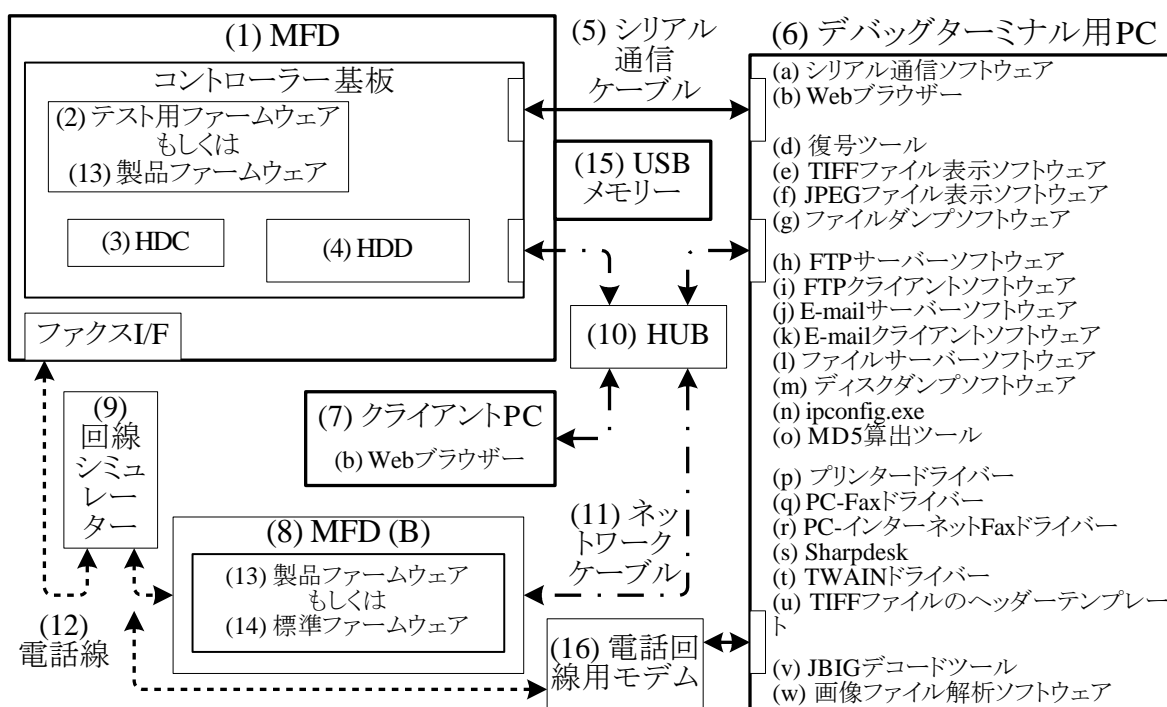 (1) MFD
コントローラー基板
(2) テスト用ファームウェア
もしくは
(13) 製品ファームウェア
(3) HDC
(4) HDD
ファクスI/F
(5) シリアル
通信
ケーブル
(15) USB
メモリー
(10) HUB
(7) クライアントPC
(b) Webブラウザー
(9)
回線
シミュ
レー
ター
(8) MFD (B)
(13) 製品ファームウェア
もしくは
(14) 標準ファームウェア
(11) ネッ
トワーク
ケーブル
(12)
電話線
(16) 電話回
線用モデム
(6) デバッグターミナル用PC
(a) シリアル通信ソフトウェア
(b) Webブラウザー
(d) 復号ツール
(e) TIFFファイル表示ソフトウェア
(f) JPEGファイル表示ソフトウェア
(g) ファイルダンプソフトウェア
(h) FTPサーバーソフトウェア
(i) FTPクライアントソフトウェア
(j) E-mailサーバーソフトウェア
(k) E-mailクライアントソフトウェア
(l) ファイルサーバーソフトウェア
(m) ディスクダンプソフトウェア
(n) ipconfig.exe
(o) MD5算出ツール
(p) プリンタードライバー
(q) PC-Faxドライバー
(r) PC-インターネットFaxドライバー
(s) Sharpdesk
(t) TWAINドライバー
(u) TIFFファイルのヘッダーテンプレー
ト
(v) JBIGデコードツール
(w) 画像ファイル解析ソフトウェア